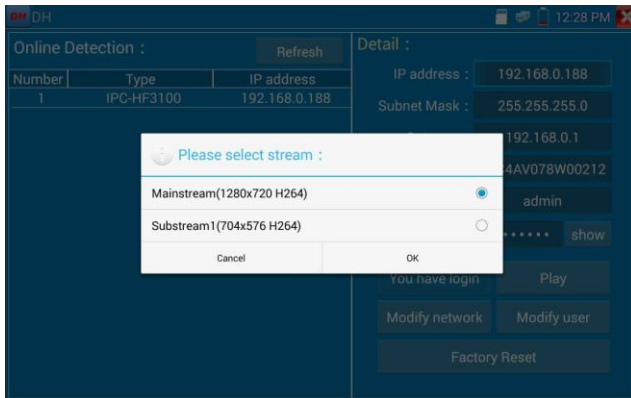 DH DH
12:28 PM
Online Detection :
Refresh
Number Type IP address
1 IPC-HF3100 192.168.0.188
Detail :
IP address : 192.168.0.188
Subnet Mask : 255.255.255.0
192.168.0.1
4AV078W00212
admin
•••••• show
You have login Play
Modify network Modify user
Factory Reset
Please select stream :
Mainstream(1280x720 H264)
Substream1(704x576 H264)
Cancel OK